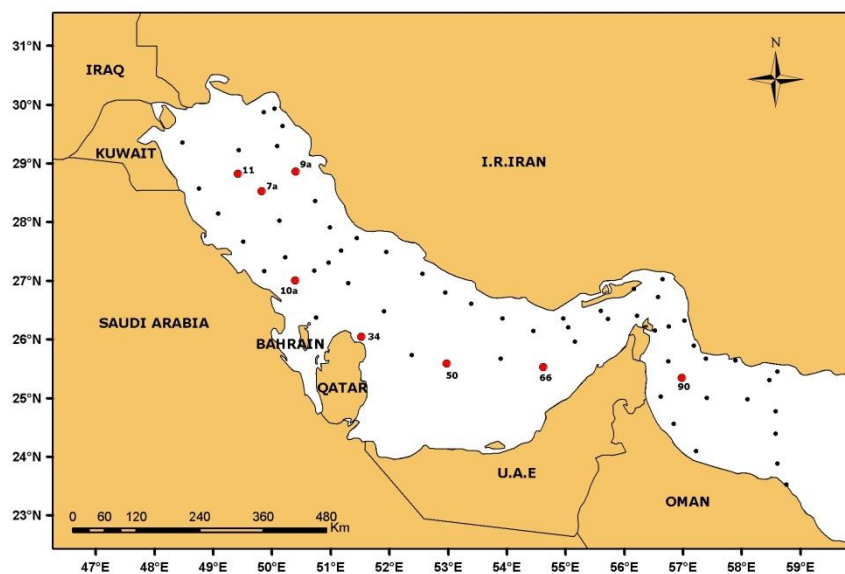 31°N
N
IRAQ
30°N
KUWAIT
9a
I.R.IRAN
29°N
11
7a
28°N
27°N
10a
SAUDI ARABIA
26°N
BAHRAIN
34
QATAR
50
66
90
25°N
24°N
U.A.E
OMAN
23°N
0 60 120 240 360 480
Km
47°E 48°E 49°E 50°E 51°E 52°E 53°E 54°E 55°E 56°E 57°E 58°E 59°E